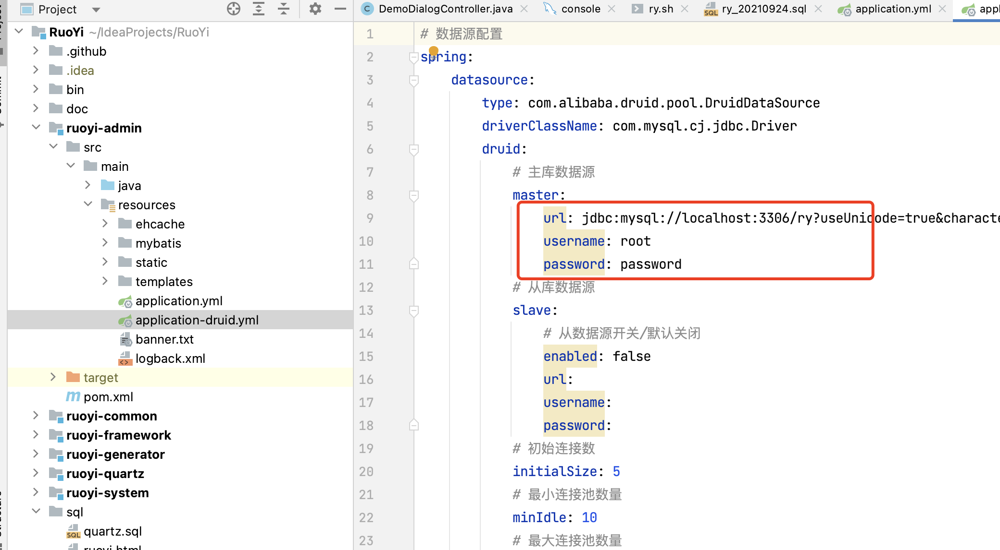 Project
DemoDialogController.java
console
ry.sh
ry_20210924.sql
application.yml
RuoYi ~/IdeaProjects/RuoYi
.github
.idea
bin
doc
ruoyi-admin
src
main
java
resources
ehcache
mybatis
static
templates
application.yml
application-druid.yml
banner.txt
logback.xml
target
pom.xml
ruoyi-common
ruoyi-framework
ruoyi-generator
ruoyi-quartz
ruoyi-system
sql
quartz.sql
ruoyi.html
1 # 数据源配置
2 spring:
3 datasource:
4 type: com.alibaba.druid.pool.DruidDataSource
5 driverClassName: com.mysql.cj.jdbc.Driver
6 druid:
7 # 主库数据源
8 master:
9 url: jdbc:mysql://localhost:3306/ry?useUnicode=true&characte
10 username: root
11 password: password
12 # 从库数据源
13 slave:
14 # 从数据源开关/默认关闭
15 enabled: false
16 url:
17 username:
18 password:
19 # 初始连接数
20 initialSize: 5
21 # 最小连接池数量
22 minIdle: 10
23 # 最大连接池数量